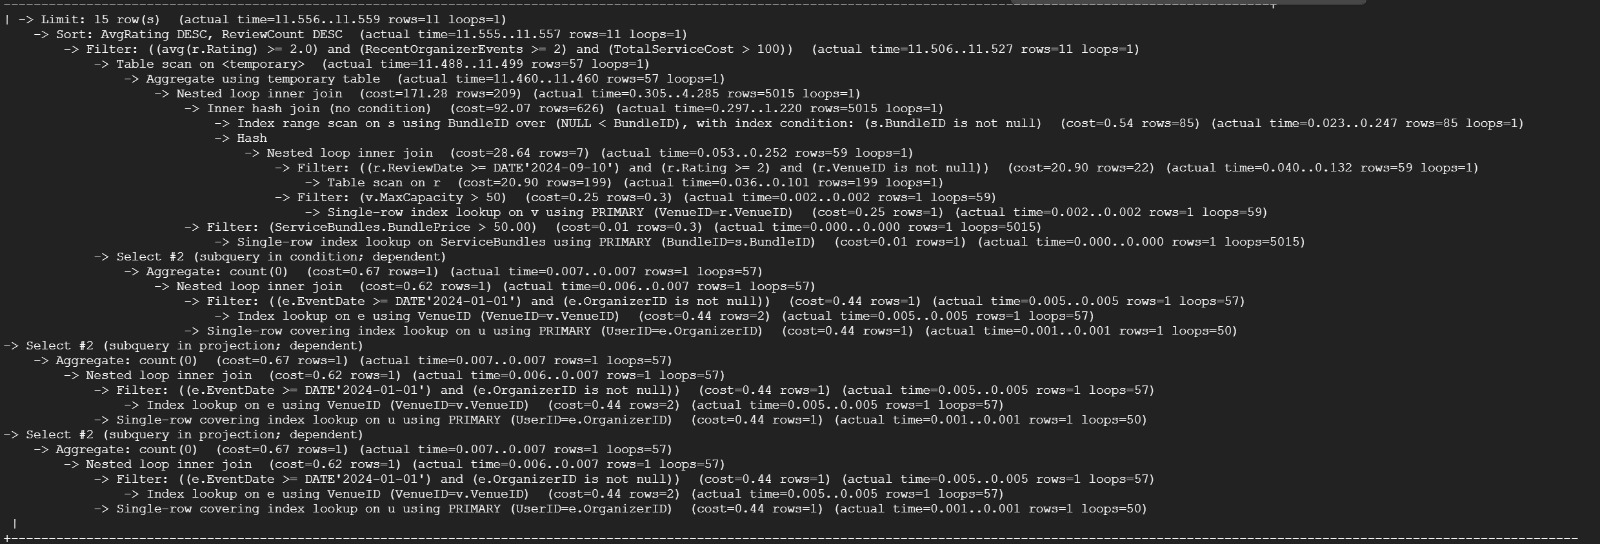 | -> Limit: 15 row(s)  (actual time=11.556..11.559 rows=11 loops=1)
-> Sort: AvgRating DESC, ReviewCount DESC  (actual time=11.555..11.557 rows=11 loops=1)
-> Filter: ((avg(r.Rating) >= 2.0) and (RecentOrganizerEvents >= 2) and (TotalServiceCost > 100))  (actual time=11.506..11.527 rows=11 loops=1)
-> Table scan on <temporary>  (actual time=11.488..11.499 rows=57 loops=1)
-> Aggregate using temporary table  (actual time=11.460..11.460 rows=57 loops=1)
-> Nested loop inner join  (cost=171.28 rows=209) (actual time=0.305..4.285 rows=5015 loops=1)
-> Inner hash join (no condition)  (cost=92.07 rows=626) (actual time=0.297..1.220 rows=5015 loops=1)
-> Index range scan on s using BundleID over (NULL < BundleID), with index condition: (s.BundleID is not null)  (cost=0.54 rows=85) (actual time=0.023..0.247 rows=85 loops=1)
-> Hash
-> Nested loop inner join  (cost=28.64 rows=7) (actual time=0.053..0.252 rows=59 loops=1)
-> Filter: ((r.ReviewDate >= DATE'2024-09-10') and (r.Rating >= 2) and (r.VenueID is not null))  (cost=20.90 rows=22) (actual time=0.040..0.132 rows=59 loops=1)
-> Table scan on r  (cost=20.90 rows=199) (actual time=0.036..0.101 rows=199 loops=1)
-> Filter: (v.MaxCapacity > 50)  (cost=0.25 rows=0.3) (actual time=0.002..0.002 rows=1 loops=59)
-> Single-row index lookup on v using PRIMARY (VenueID=r.VenueID)  (cost=0.25 rows=1) (actual time=0.002..0.002 rows=1 loops=59)
-> Filter: (ServiceBundles.BundlePrice > 50.00)  (cost=0.01 rows=0.3) (actual time=0.000..0.000 rows=1 loops=5015)
-> Single-row index lookup on ServiceBundles using PRIMARY (BundleID=s.BundleID)  (cost=0.01 rows=1) (actual time=0.000..0.000 rows=1 loops=5015)
-> Select #2 (subquery in condition; dependent)
-> Aggregate: count(0)  (cost=0.67 rows=1) (actual time=0.007..0.007 rows=1 loops=57)
-> Nested loop inner join  (cost=0.62 rows=1) (actual time=0.006..0.007 rows=1 loops=57)
-> Filter: ((e.EventDate >= DATE'2024-01-01') and (e.OrganizerID is not null))  (cost=0.44 rows=1) (actual time=0.005..0.005 rows=1 loops=57)
-> Index lookup on e using VenueID (VenueID=v.VenueID)  (cost=0.44 rows=2) (actual time=0.005..0.005 rows=1 loops=57)
-> Single-row covering index lookup on u using PRIMARY (UserID=e.OrganizerID)  (cost=0.44 rows=1) (actual time=0.001..0.001 rows=1 loops=50)
-> Select #2 (subquery in projection; dependent)
-> Aggregate: count(0)  (cost=0.67 rows=1) (actual time=0.007..0.007 rows=1 loops=57)
-> Nested loop inner join  (cost=0.62 rows=1) (actual time=0.006..0.007 rows=1 loops=57)
-> Filter: ((e.EventDate >= DATE'2024-01-01') and (e.OrganizerID is not null))  (cost=0.44 rows=1) (actual time=0.005..0.005 rows=1 loops=57)
-> Index lookup on e using VenueID (VenueID=v.VenueID)  (cost=0.44 rows=2) (actual time=0.005..0.005 rows=1 loops=57)
-> Single-row covering index lookup on u using PRIMARY (UserID=e.OrganizerID)  (cost=0.44 rows=1) (actual time=0.001..0.001 rows=1 loops=50)
-> Select #2 (subquery in projection; dependent)
-> Aggregate: count(0)  (cost=0.67 rows=1) (actual time=0.007..0.007 rows=1 loops=57)
-> Nested loop inner join  (cost=0.62 rows=1) (actual time=0.006..0.007 rows=1 loops=57)
-> Filter: ((e.EventDate >= DATE'2024-01-01') and (e.OrganizerID is not null))  (cost=0.44 rows=1) (actual time=0.005..0.005 rows=1 loops=57)
-> Index lookup on e using VenueID (VenueID=v.VenueID)  (cost=0.44 rows=2) (actual time=0.005..0.005 rows=1 loops=57)
-> Single-row covering index lookup on u using PRIMARY (UserID=e.OrganizerID)  (cost=0.44 rows=1) (actual time=0.001..0.001 rows=1 loops=50)
|